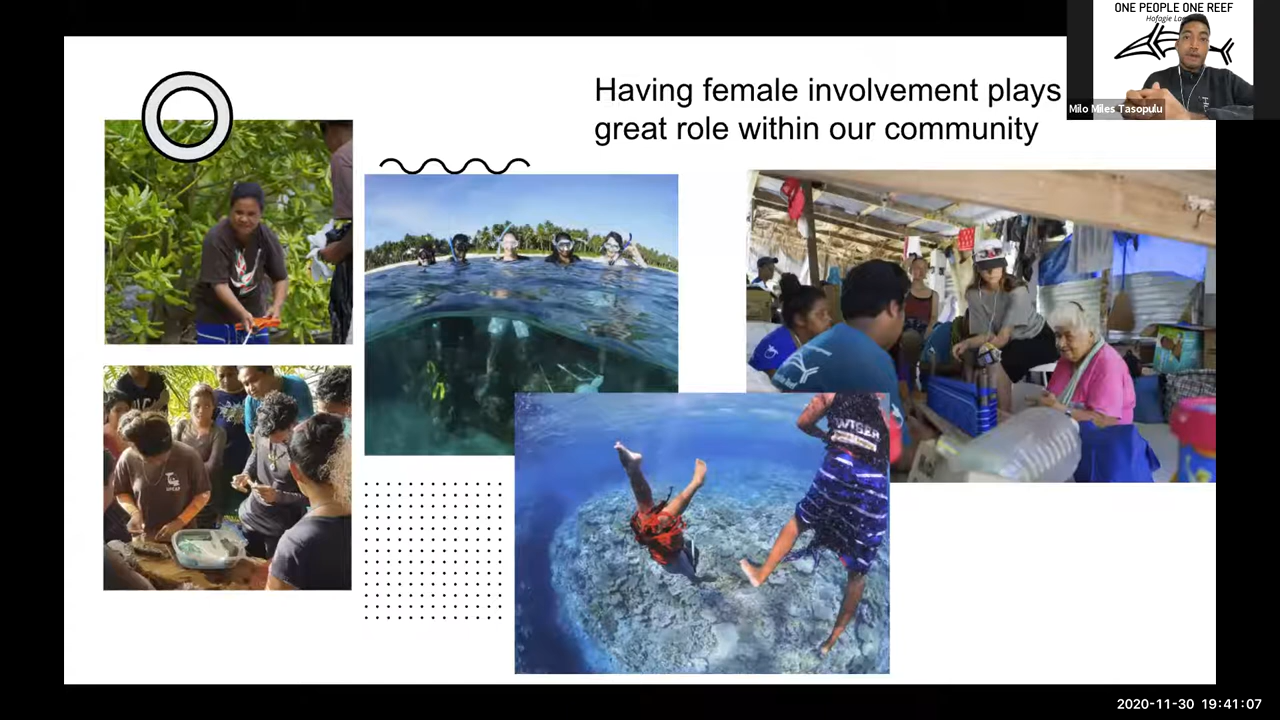 Having female involvement plays
great role within our community
ONE PEOPLE ONE REEF
Milo Miles Tasopulu
2020-11-30 19:41:07